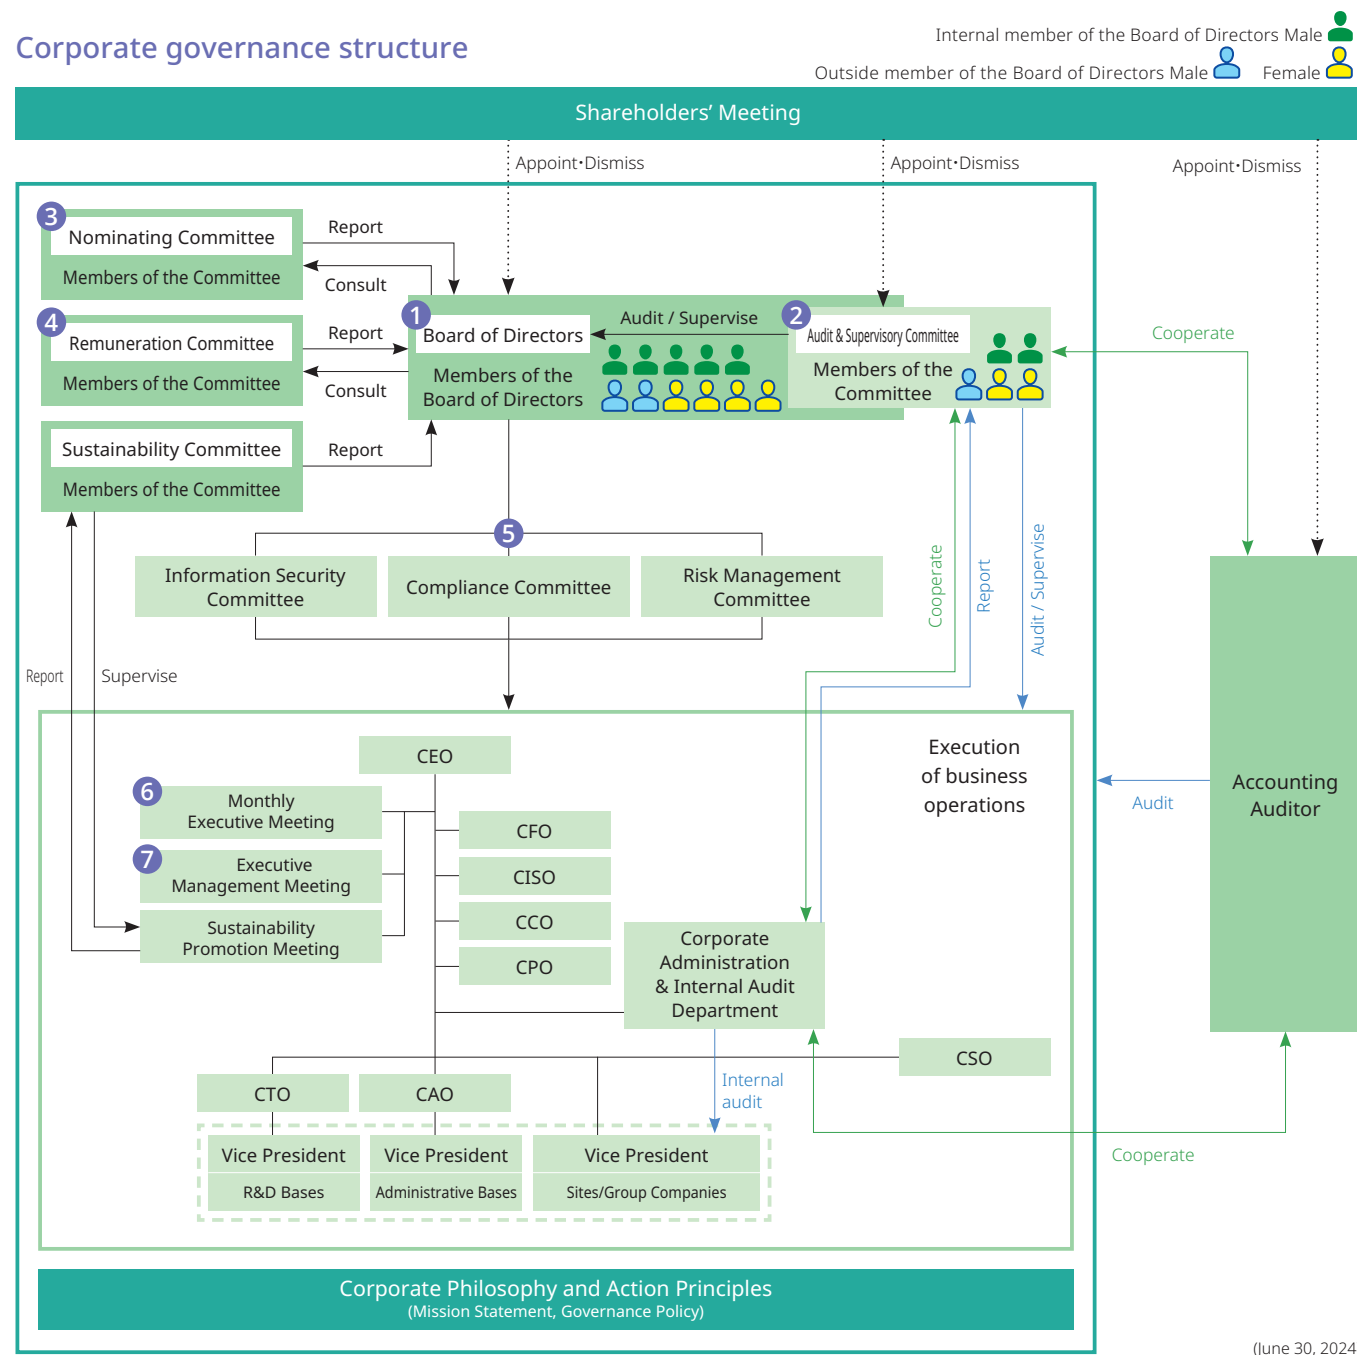 Corporate governance structure
Internal member of the Board of Directors Male
Outside member of the Board of Directors Male Female
Shareholders’ Meeting
Appoint･Dismiss
Appoint･Dismiss
Appoint･Dismiss
3
Nominating Committee
Members of the Committee
Report
Consult
4
Remuneration Committee
Members of the Committee
Report
Consult
Sustainability Committee
Members of the Committee
Report
1
Board of Directors
Members of the
Board of Directors
Audit / Supervise
2
Audit & Supervisory Committee
Members of the
Committee
Cooperate
5
Information Security
Committee
Compliance Committee
Risk Management
Committee
Cooperate
Report
Audit / Supervise
Report
Supervise
CEO
Execution
of business
operations
6
Monthly
Executive Meeting
7
Executive
Management Meeting
Sustainability
Promotion Meeting
CFO
CISO
CCO
CPO
Corporate
Administration
& Internal Audit
Department
Accounting
Auditor
Audit
CSO
CTO
CAO
Internal
audit
Vice President
R&D Bases
Vice President
Administrative Bases
Vice President
Sites/Group Companies
Cooperate
Corporate Philosophy and Action Principles
(Mission Statement, Governance Policy)
(June 30, 2024